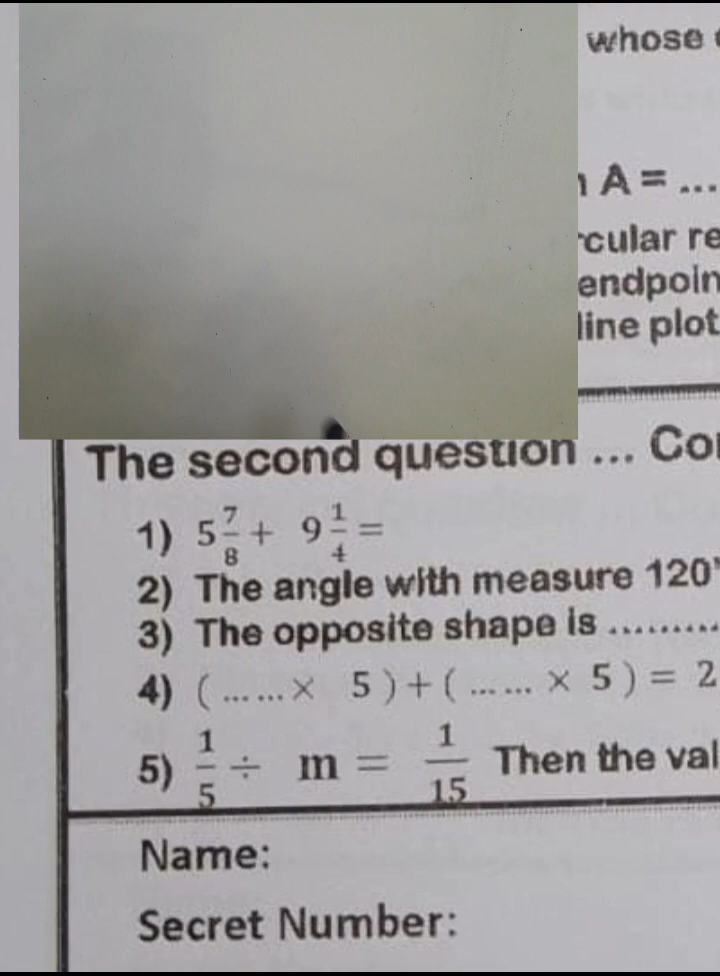 whose
A = ...
cular re
endpoin
line plot
The second question ... Co
1) 5 7/8 + 9 1/4 =
2) The angle with measure 120°
3) The opposite shape is .........
4) ( ...... × 5 ) + ( ...... × 5 ) = 2
5) 1/5 ÷ m = 1/15 Then the val
Name:
Secret Number: